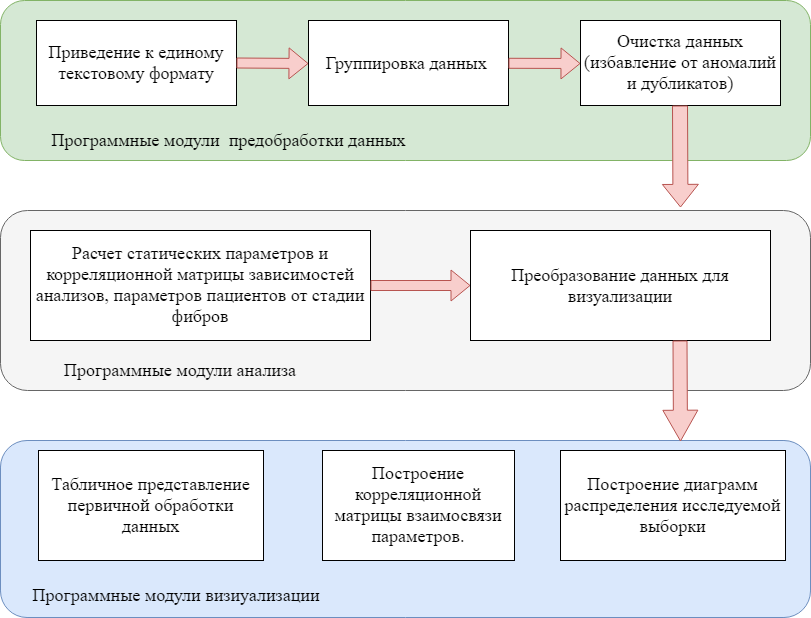 Приведение к единому
текстовому формату
Группировка данных
Очистка данных
(избавление от аномалий
и дубликатов)
Программные модули предобработки данных
Расчет статических параметров и
корреляционной матрицы зависимостей
анализов, параметров пациентов от стадии
фибров
Преобразование данных для
визуализации
Программные модули анализа
Табличное представление
первичной обработки
данных
Построение
корреляционной
матрицы взаимосвязи
параметров.
Построение диаграмм
распределения исследуемой
выборки
Программные модули визиуализации